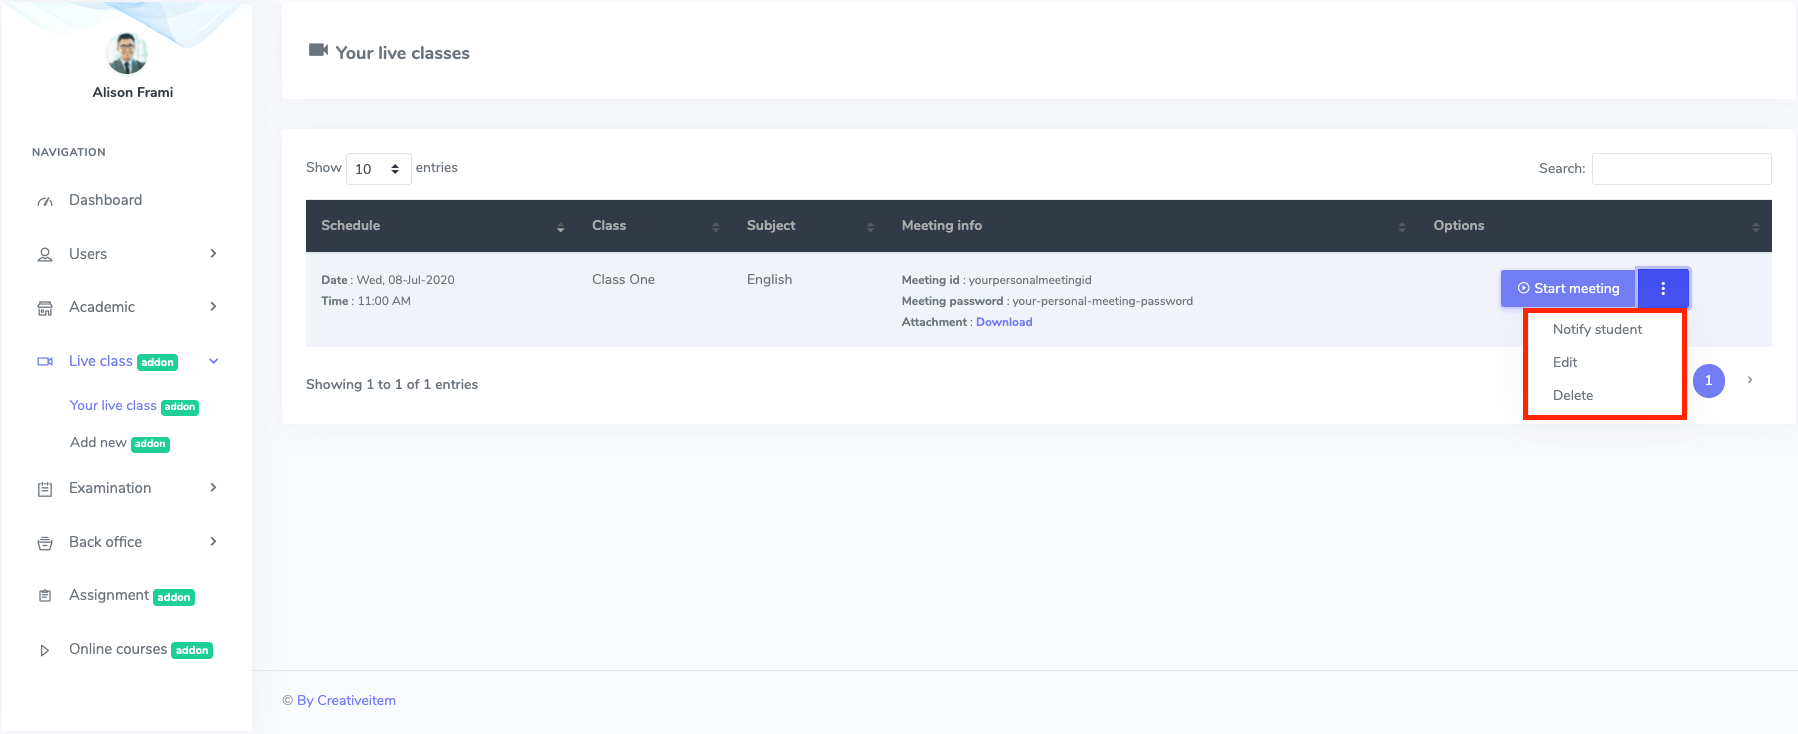 Alison Frami
NAVIGATION
Dashboard
Users
Academic
Live class addon
Your live class addon
Add new addon
Examination
Back office
Assignment addon
Online courses addon
Your live classes
Show 10 entries
Search:
Schedule Class Subject Meeting info Options
Date : Wed, 08-Jul-2020 Class One English Meeting id : yourpersonalmeetingid
Time : 11:00 AM Meeting password : your-personal-meeting-password
Attachment : Download
Start meeting
Notify student
Edit
Delete
Showing 1 to 1 of 1 entries
1
© By Creativeitem